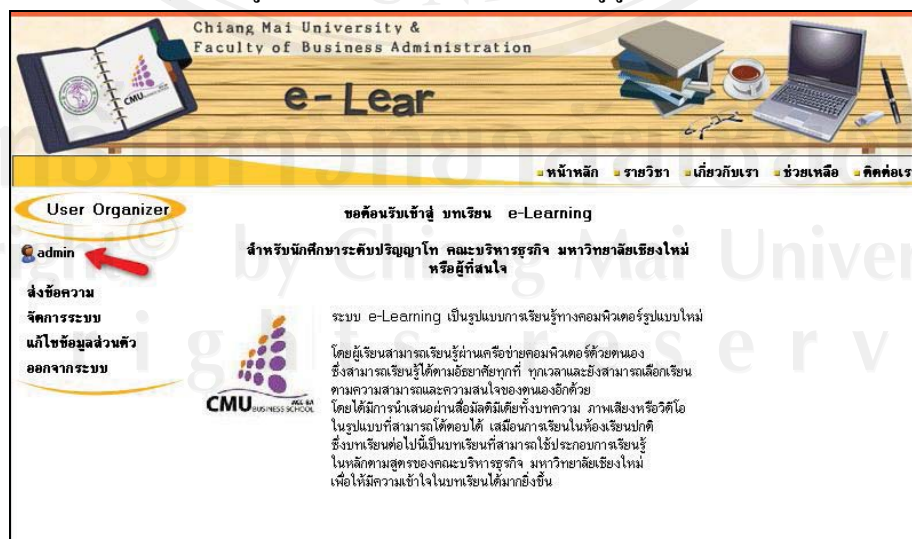 Chiang Mai University &
Faculty of Business Administration
e-Lear
CMU
หน้าหลัก รายวิชา เกี่ยวกับเรา ช่วยเหลือ ติดต่อเร
User Organizer
admin
ส่งข้อความ
จัดการระบบ
แก้ไขข้อมูลส่วนตัว
ออกจากระบบ
ขอต้อนรับเข้าสู่ บทเรียน e-Learning
สำหรับนักศึกษาระดับปริญญาโท คณะบริหารธุรกิจ มหาวิทยาลัยเชียงใหม่
หรือผู้ที่สนใจ
CMU BUSINESS SCHOOL
ระบบ e-Learning เป็นรูปแบบการเรียนรู้ทางคอมพิวเตอร์รูปแบบใหม่
โดยผู้เรียนสามารถเรียนรู้ผ่านเครือข่ายคอมพิวเตอร์ด้วยตนเอง
ซึ่งสามารถเรียนรู้ได้ตามอัธยาศัยทุกที่ ทุกเวลาและยังสามารถเลือกเรียน
ตามความสามารถและความสนใจของตนเองอีกด้วย
โดยได้มีการนำเสนอผ่านสื่อมัลติมีเดียทั้งบทความ ภาพเสียงหรือวิดีโอ
ในรูปแบบที่สามารถโต้ตอบได้ เสมือนการเรียนในห้องเรียนปกติ
ซึ่งบทเรียนต่อไปนี้เป็นบทเรียนที่สามารถใช้ประกอบการเรียนรู้
ในหลักตามสูตรของคณะบริหารธุรกิจ มหาวิทยาลัยเชียงใหม่
เพื่อให้มีความเข้าใจในบทเรียนได้มากยิ่งขึ้น
by Chiang Mai Univer
rights reserv